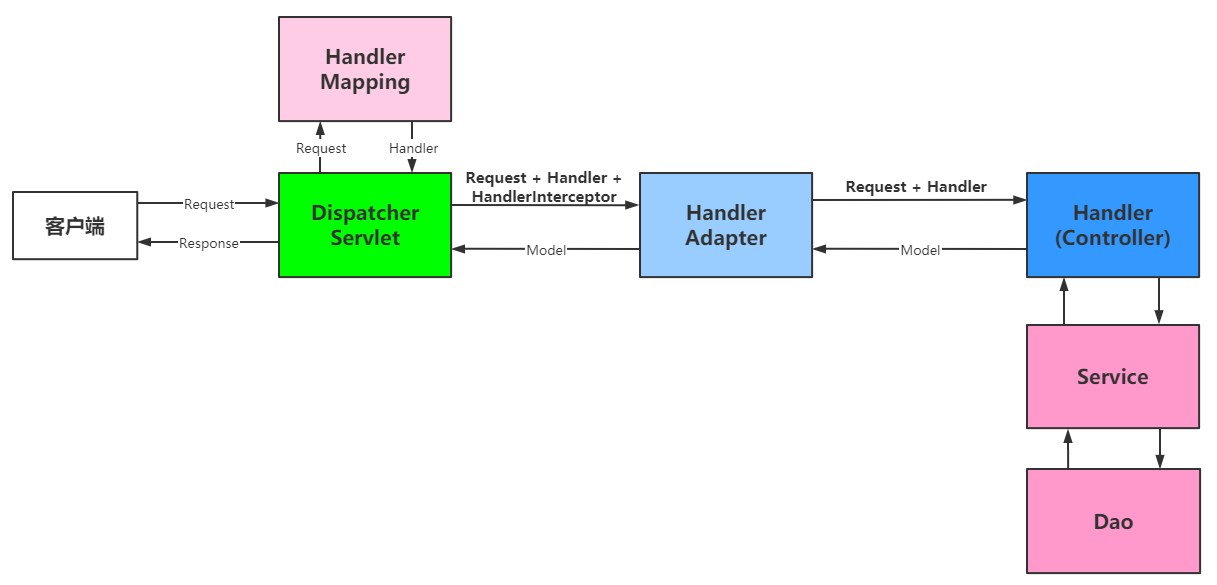 Handler
Mapping
Request
Handler
客户端
Request
Response
Dispatcher
Servlet
Request + Handler +
HandlerInterceptor
Model
Handler
Adapter
Request + Handler
Model
Handler
(Controller)
Service
Dao